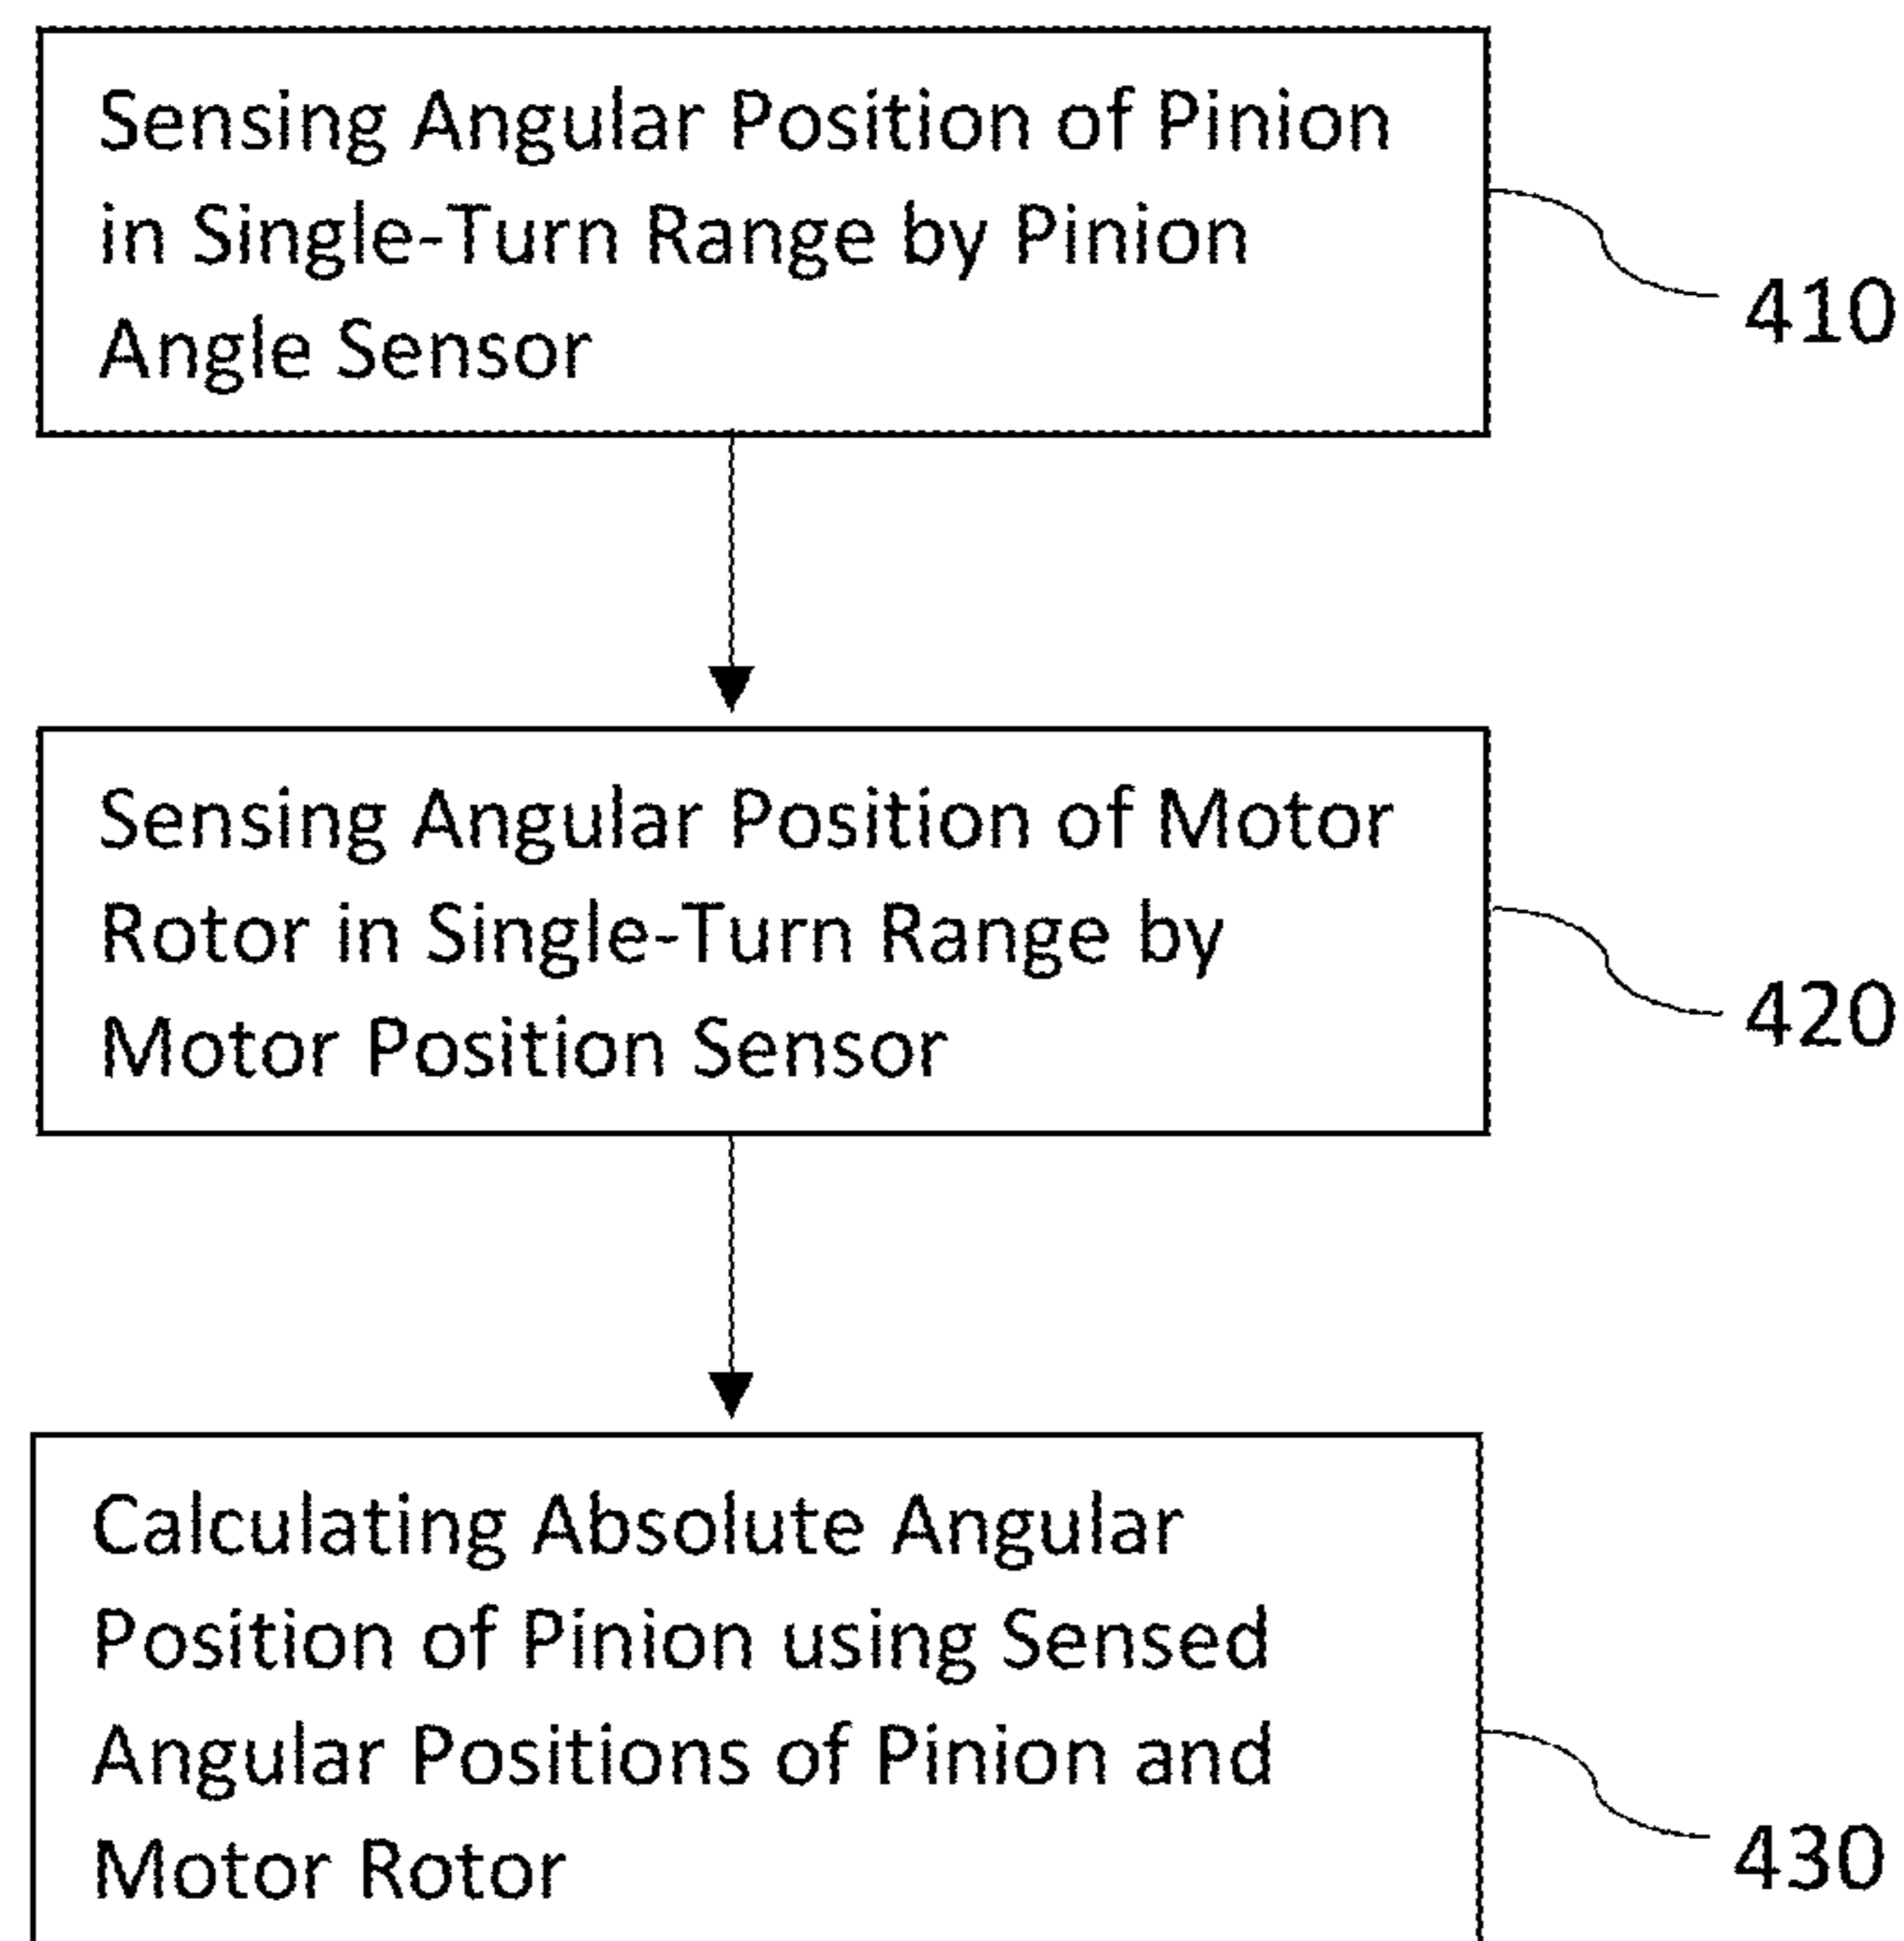 Sensing Angular Position of Pinion
in Single-Turn Range by Pinion
Angle Sensor
410
Sensing Angular Position of Motor
Rotor in Single-Turn Range by
Motor Position Sensor
420
Calculating Absolute Angular
Position of Pinion using Sensed
Angular Positions of Pinion and
Motor Rotor
430